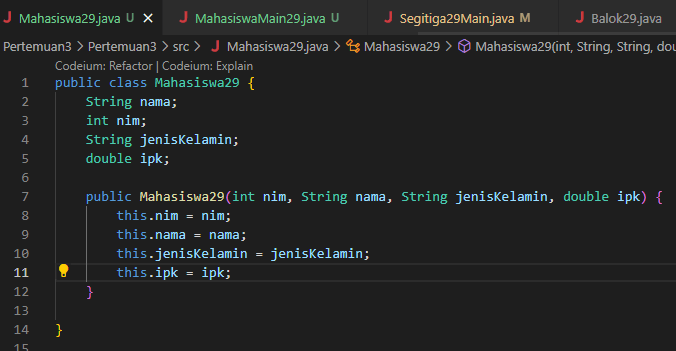 J Mahasiswa29.java U × J MahasiswaMain29.java U J Segitiga29Main.java M J Balok29.java
Pertemuan3 > Pertemuan3 > src > J Mahasiswa29.java > Mahasiswa29 > Mahasiswa29(int, String, String, dou
Codeium: Refactor | Codeium: Explain
1 public class Mahasiswa29 {
2 String nama;
3 int nim;
4 String jenisKelamin;
5 double ipk;
6
7 public Mahasiswa29(int nim, String nama, String jenisKelamin, double ipk) {
8 this.nim = nim;
9 this.nama = nama;
10 this.jenisKelamin = jenisKelamin;
11 this.ipk = ipk;
12 }
13
14 }
15